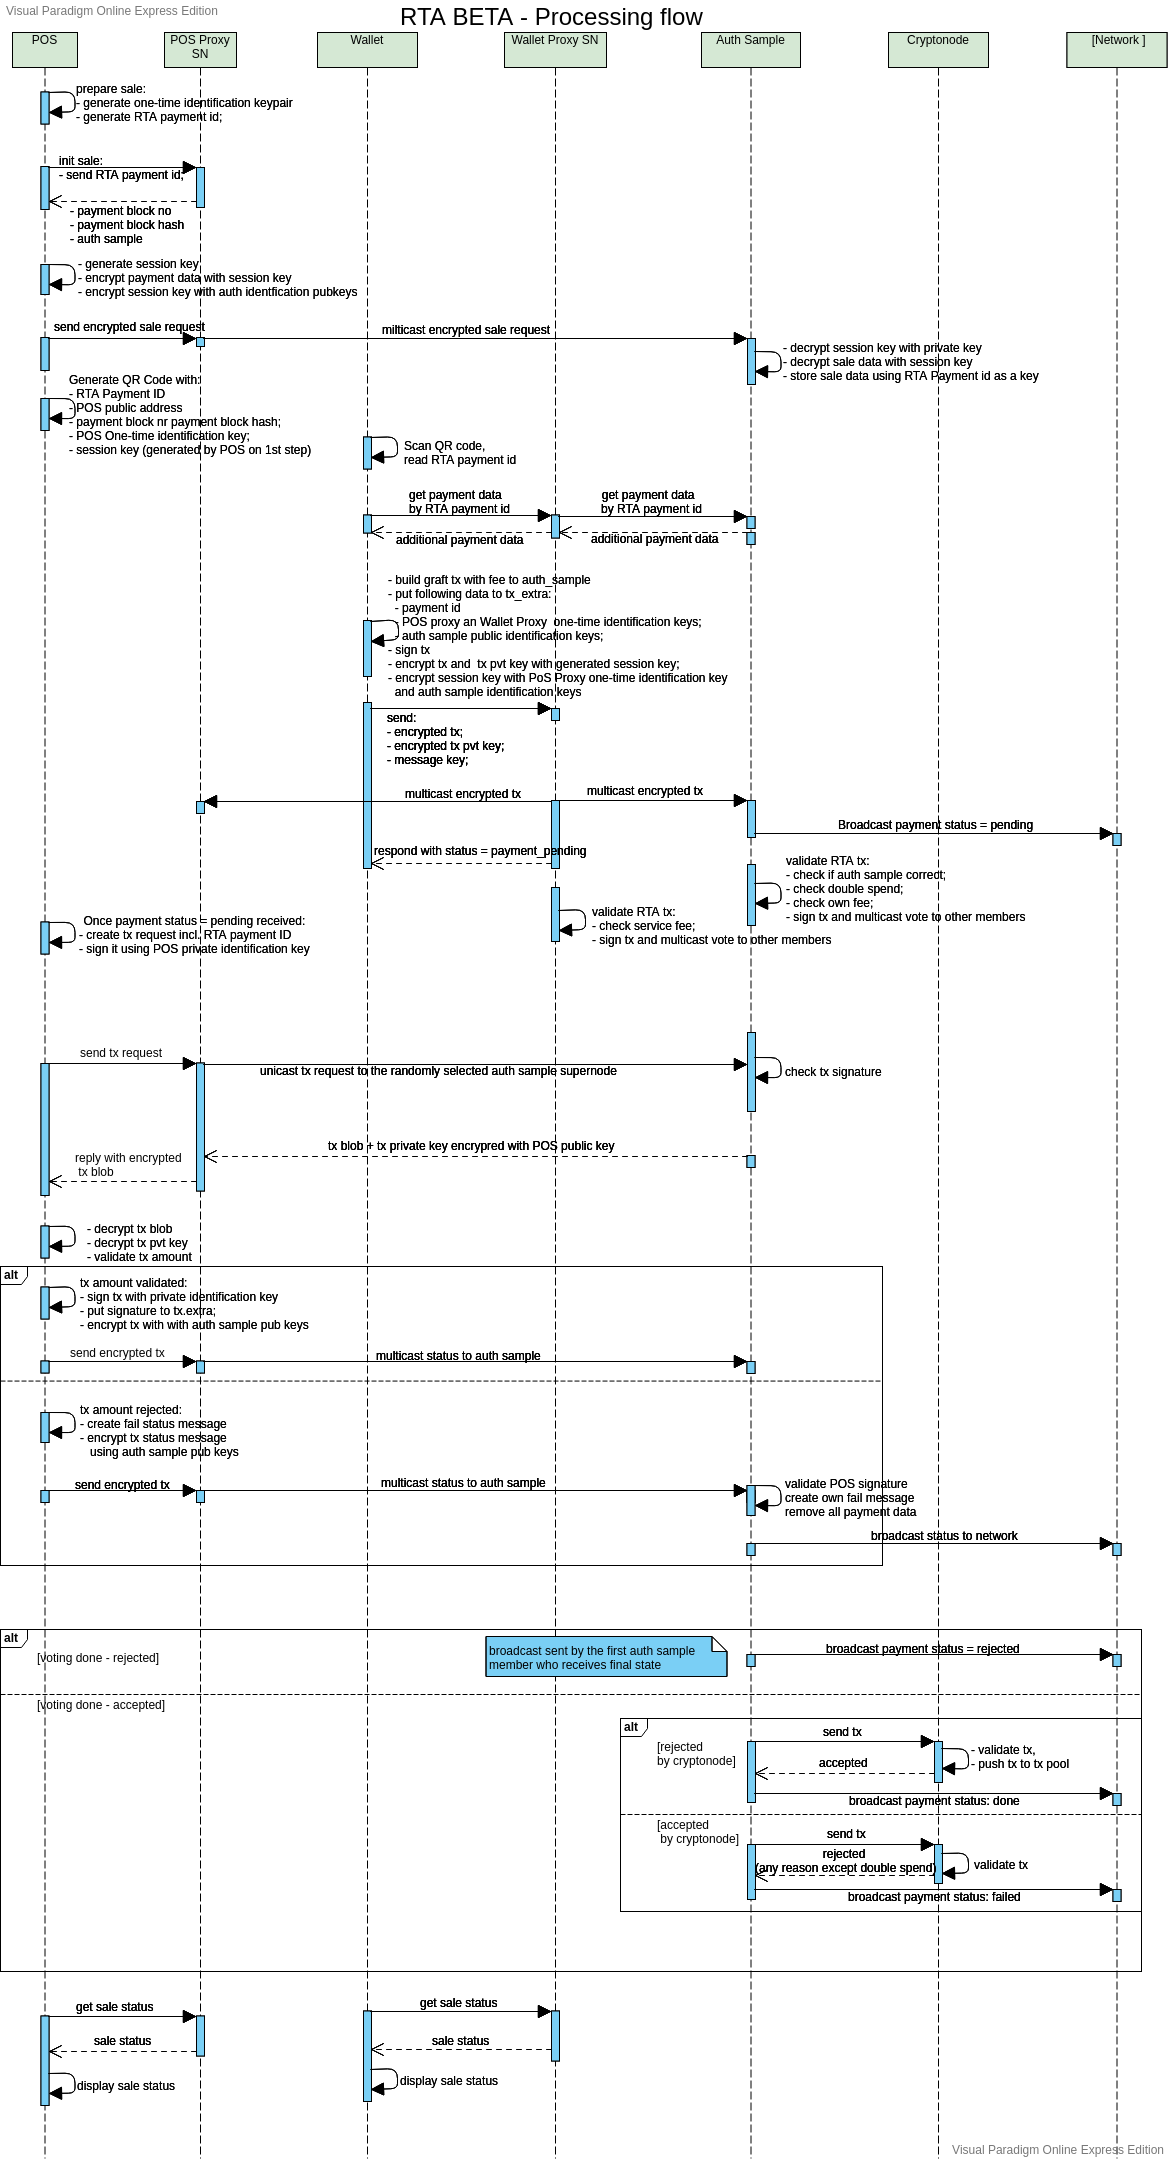 Visual Paradigm Online Express Edition
RTA BETA - Processing flow
POS
POS Proxy
SN
Wallet
Wallet Proxy SN
Auth Sample
Cryptonode
[Network ]
prepare sale:
- generate one-time identification keypair
- generate RTA payment id;
init sale:
- send RTA payment id;
- payment block no
- payment block hash
- auth sample
- generate session key
- encrypt payment data with session key
- encrypt session key with auth identfication pubkeys
send encrypted sale request
milticast encrypted sale request
- decrypt session key with private key
- decrypt sale data with session key
- store sale data using RTA Payment id as a key
Generate QR Code with:
- RTA Payment ID
- POS public address
- payment block nr payment block hash;
- POS One-time identification key;
- session key (generated by POS on 1st step)
Scan QR code,
read RTA payment id
get payment data
by RTA payment id
get payment data
by RTA payment id
additional payment data
additional payment data
- build graft tx with fee to auth_sample
- put following data to tx_extra:
- payment id
- POS proxy an Wallet Proxy  one-time identification keys;
- auth sample public identification keys;
- sign tx
- encrypt tx and  tx pvt key with generated session key;
- encrypt session key with PoS Proxy one-time identification key
and auth sample identification keys
send:
- encrypted tx;
- encrypted tx pvt key;
- message key;
multicast encrypted tx
multicast encrypted tx
Broadcast payment status = pending
respond with status = payment_pending
validate RTA tx:
- check if auth sample correct;
- check double spend;
- check own fee;
- sign tx and multicast vote to other members
validate RTA tx:
- check service fee;
- sign tx and multicast vote to other members
Once payment status = pending received:
- create tx request incl. RTA payment ID
- sign it using POS private identification key
send tx request
unicast tx request to the randomly selected auth sample supernode
check tx signature
tx blob + tx private key encrypred with POS public key
reply with encrypted
tx blob
- decrypt tx blob
- decrypt tx pvt key
- validate tx amount
alt
tx amount validated:
- sign tx with private identification key
- put signature to tx.extra;
- encrypt tx with with auth sample pub keys
send encrypted tx
multicast status to auth sample
tx amount rejected:
- create fail status message
- encrypt tx status message
using auth sample pub keys
send encrypted tx
multicast status to auth sample
validate POS signature
create own fail message
remove all payment data
broadcast status to network
alt
[voting done - rejected]
broadcast sent by the first auth sample
member who receives final state
broadcast payment status = rejected
[voting done - accepted]
alt
[rejected
by cryptonode]
send tx
- validate tx,
- push tx to tx pool
accepted
broadcast payment status: done
[accepted
by cryptonode]
send tx
rejected
(any reason except double spend)
validate tx
broadcast payment status: failed
get sale status
get sale status
sale status
sale status
display sale status
display sale status
Visual Paradigm Online Express Edition